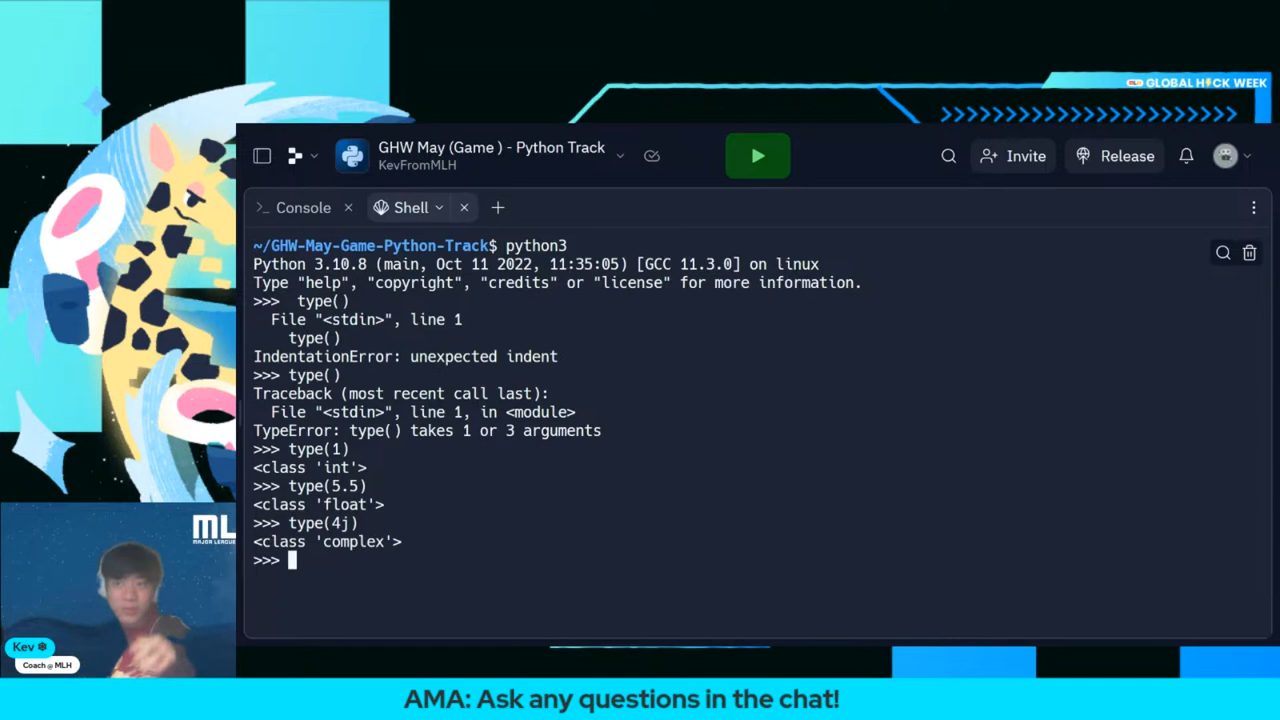 GLOBAL H CK WEEK
GHW May (Game ) - Python Track
KevFromMLH
Invite
Release
>_ Console
Shell
~/GHW-May-Game-Python-Track$ python3
Python 3.10.8 (main, Oct 11 2022, 11:35:05) [GCC 11.3.0] on linux
Type "help", "copyright", "credits" or "license" for more information.
>>>  type()
  File "<stdin>", line 1
    type()
IndentationError: unexpected indent
>>> type()
Traceback (most recent call last):
  File "<stdin>", line 1, in <module>
TypeError: type() takes 1 or 3 arguments
>>> type(1)
<class 'int'>
>>> type(5.5)
<class 'float'>
>>> type(4j)
<class 'complex'>
>>>
ML
MAJOR LEAGUE
Kev
Coach @ MLH
AMA: Ask any questions in the chat!